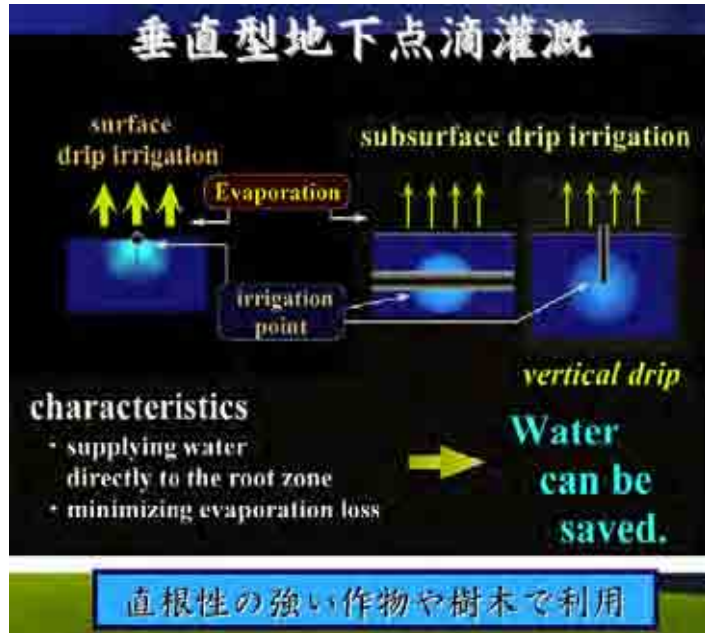 垂直型地下点滴灌漑
surface
drip irrigation
subsurface drip irrigation
Evaporation
irrigation
point
vertical drip
characteristics
・supplying water
directly to the root zone
・minimizing evaporation loss
Water
can be
saved.
直根性の強い作物や樹木で利用